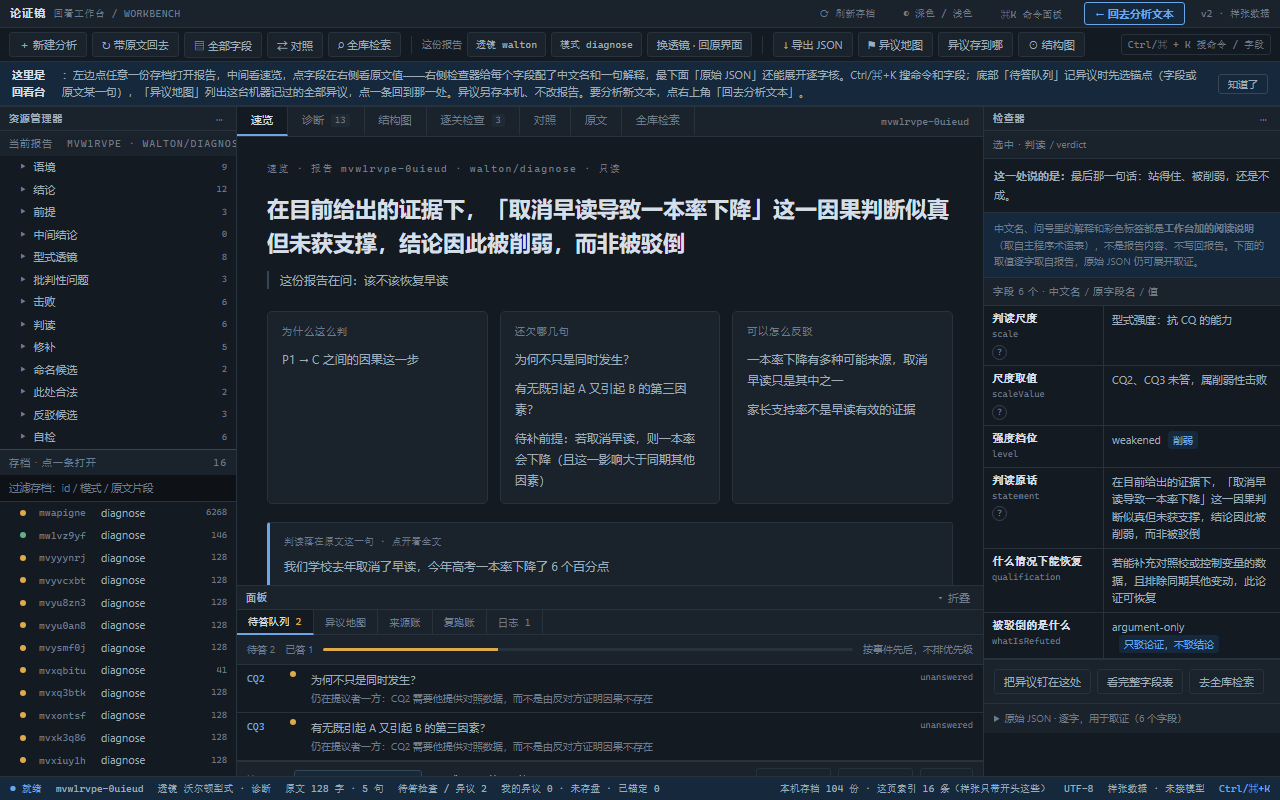 论证镜 回看工作台 / WORKBENCH
⟳ 刷新存档 ◐ 深色 / 浅色 ⌘K 命令面板 ← 回去分析文本 v2 · 样张数据
+ 新建分析 ↻ 带原文回去 ▤ 全部字段 ⇄ 对照 ⌕ 全库检索 这份报告 透镜 walton 模式 diagnose 换透镜 · 回原界面 ↓ 导出 JSON ⚑ 异议地图 异议存到哪 ⊙ 结构图 Ctrl/⌘ + K 搜命令 / 字段
这里是回看台
:左边点任意一份存档打开报告，中间看速览，点字段在右侧看原文值——右侧检查器给每个字段配了中文名和一句解释，最下面「原始 JSON」还能展开逐字核。Ctrl/⌘+K 搜命令和字段；底部「待答队列」记异议时先选锚点（字段或
原文某一句），「异议地图」列出这台机器记过的全部异议，点一条回到那一处。异议另存本机、不改报告。要分析新文本，点右上角「回去分析文本」。
知道了
资源管理器 …
当前报告 MVW1RVPE · WALTON/DIAGNOS
▸ 语境 9
▸ 结论 12
▸ 前提 3
▸ 中间结论 0
▸ 型式透镜 8
▸ 批判性问题 3
▸ 击败 6
▸ 判读 6
▸ 修补 5
▸ 命名候选 2
▸ 此处合法 2
▸ 反驳候选 3
▸ 自检 6
存档 · 点一条打开 16
过滤存档: id / 模式 / 原文片段
mwapigne diagnose 6268
mw1vz9yf diagnose 146
mvyyynrj diagnose 128
mvyvcxbt diagnose 128
mvyu8zn3 diagnose 128
mvyu0an8 diagnose 128
mvysmf0j diagnose 128
mvxqbitu diagnose 41
mvxq3btk diagnose 128
mvxontsf diagnose 128
mvxk3q86 diagnose 128
mvxiuy1h diagnose 128
速览 诊断 13 结构图 逐关检查 3 对照 原文 全库检索 mvw1rvpe-0uieud
速览 · 报告 mvw1rvpe-0uieud · walton/diagnose · 只读
在目前给出的证据下，「取消早读导致一本率下降」这一因果判断似真
但未获支撑，结论因此被削弱，而非被驳倒
这份报告在问：该不该恢复早读
为什么这么判
P1 → C 之间的因果这一步
还欠哪几句
为何不只是同时发生？
有无既引起 A 又引起 B 的第三因
素？
待补前提：若取消早读，则一本率
会下降（且这一影响大于同期其他
因素）
可以怎么反驳
一本率下降有多种可能来源，取消
早读只是其中之一
家长支持率不是早读有效的证据
判读落在原文这一句 · 点开看全文
我们学校去年取消了早读，今年高考一本率下降了 6 个百分点
面板 折叠
待答队列 2 异议地图 来源账 复跑账 日志 1
待答 2 已答 1 按事件先后，不排优先级
CQ2 为何不只是同时发生？ unanswered
仍在提议者一方：CQ2 需要他提供对照数据，而不是由反对方证明因果不存在
CQ3 有无既引起 A 又引起 B 的第三因素？ unanswered
仍在提议者一方：CQ2 需要他提供对照数据，而不是由反对方证明因果不存在
检查器 …
选中 · 判读 / verdict
这一处说的是：最后那一句话：站得住、被削弱，还是不
成。
中文名、问号里的解释和彩色标签都是工作台加的阅读说明
（取自主程序术语表），不是报告内容、不写回报告。下面的
取值逐字取自报告，原始 JSON 仍可展开取证。
字段 6 个 · 中文名 / 原字段名 / 值
判读尺度 型式强度：抗 CQ 的能力
scale
?
尺度取值 CQ2、CQ3 未答，属削弱性击败
scaleValue
?
强度档位 weakened 削弱
level
判读原话
statement
?
在目前给出的证据下，「取消早
读导致一本率下降」这一因果判
断似真但未获支撑，结论因此被
削弱，而非被驳倒
什么情况下能恢复
qualification
若能补充对照校或控制变量的数
据，且排除同期其他变动，此论
证可恢复
被驳倒的是什么 argument-only
whatIsRefuted 只驳论证，不驳结论
把异议钉在这处 看完整字段表 去全库检索
▸ 原始 JSON · 逐字，用于取证（6 个字段）
● 就绪 mvw1rvpe-0uieud 透镜 沃尔顿型式 · 诊断 原文 128 字 · 5 句 待答检查 / 异议 2 我的异议 0 · 未存盘 · 已锚定 0 本机存档 104 份 · 这页索引 16 条（样张只带开头这些） UTF-8 样张数据 · 未接模型 Ctrl/⌘+K